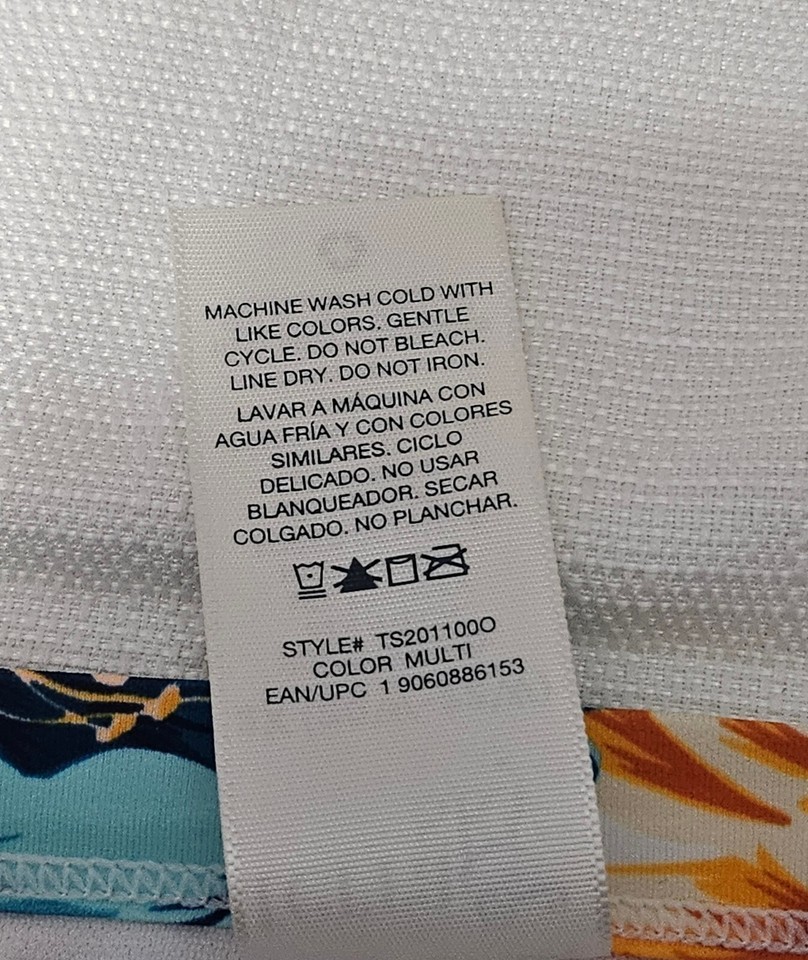 MACHINE WASH COLD WITH
LIKE COLORS. GENTLE
CYCLE. DO NOT BLEACH.
LINE DRY. DO NOT IRON.
LAVAR A MÁQUINA CON
AGUA FRÍA Y CON COLORES
SIMILARES. CICLO
DELICADO. NO USAR
BLANQUEADOR. SECAR
COLGADO. NO PLANCHAR.
STYLE# TS201100O
COLOR MULTI
EAN/UPC 1 9060886153